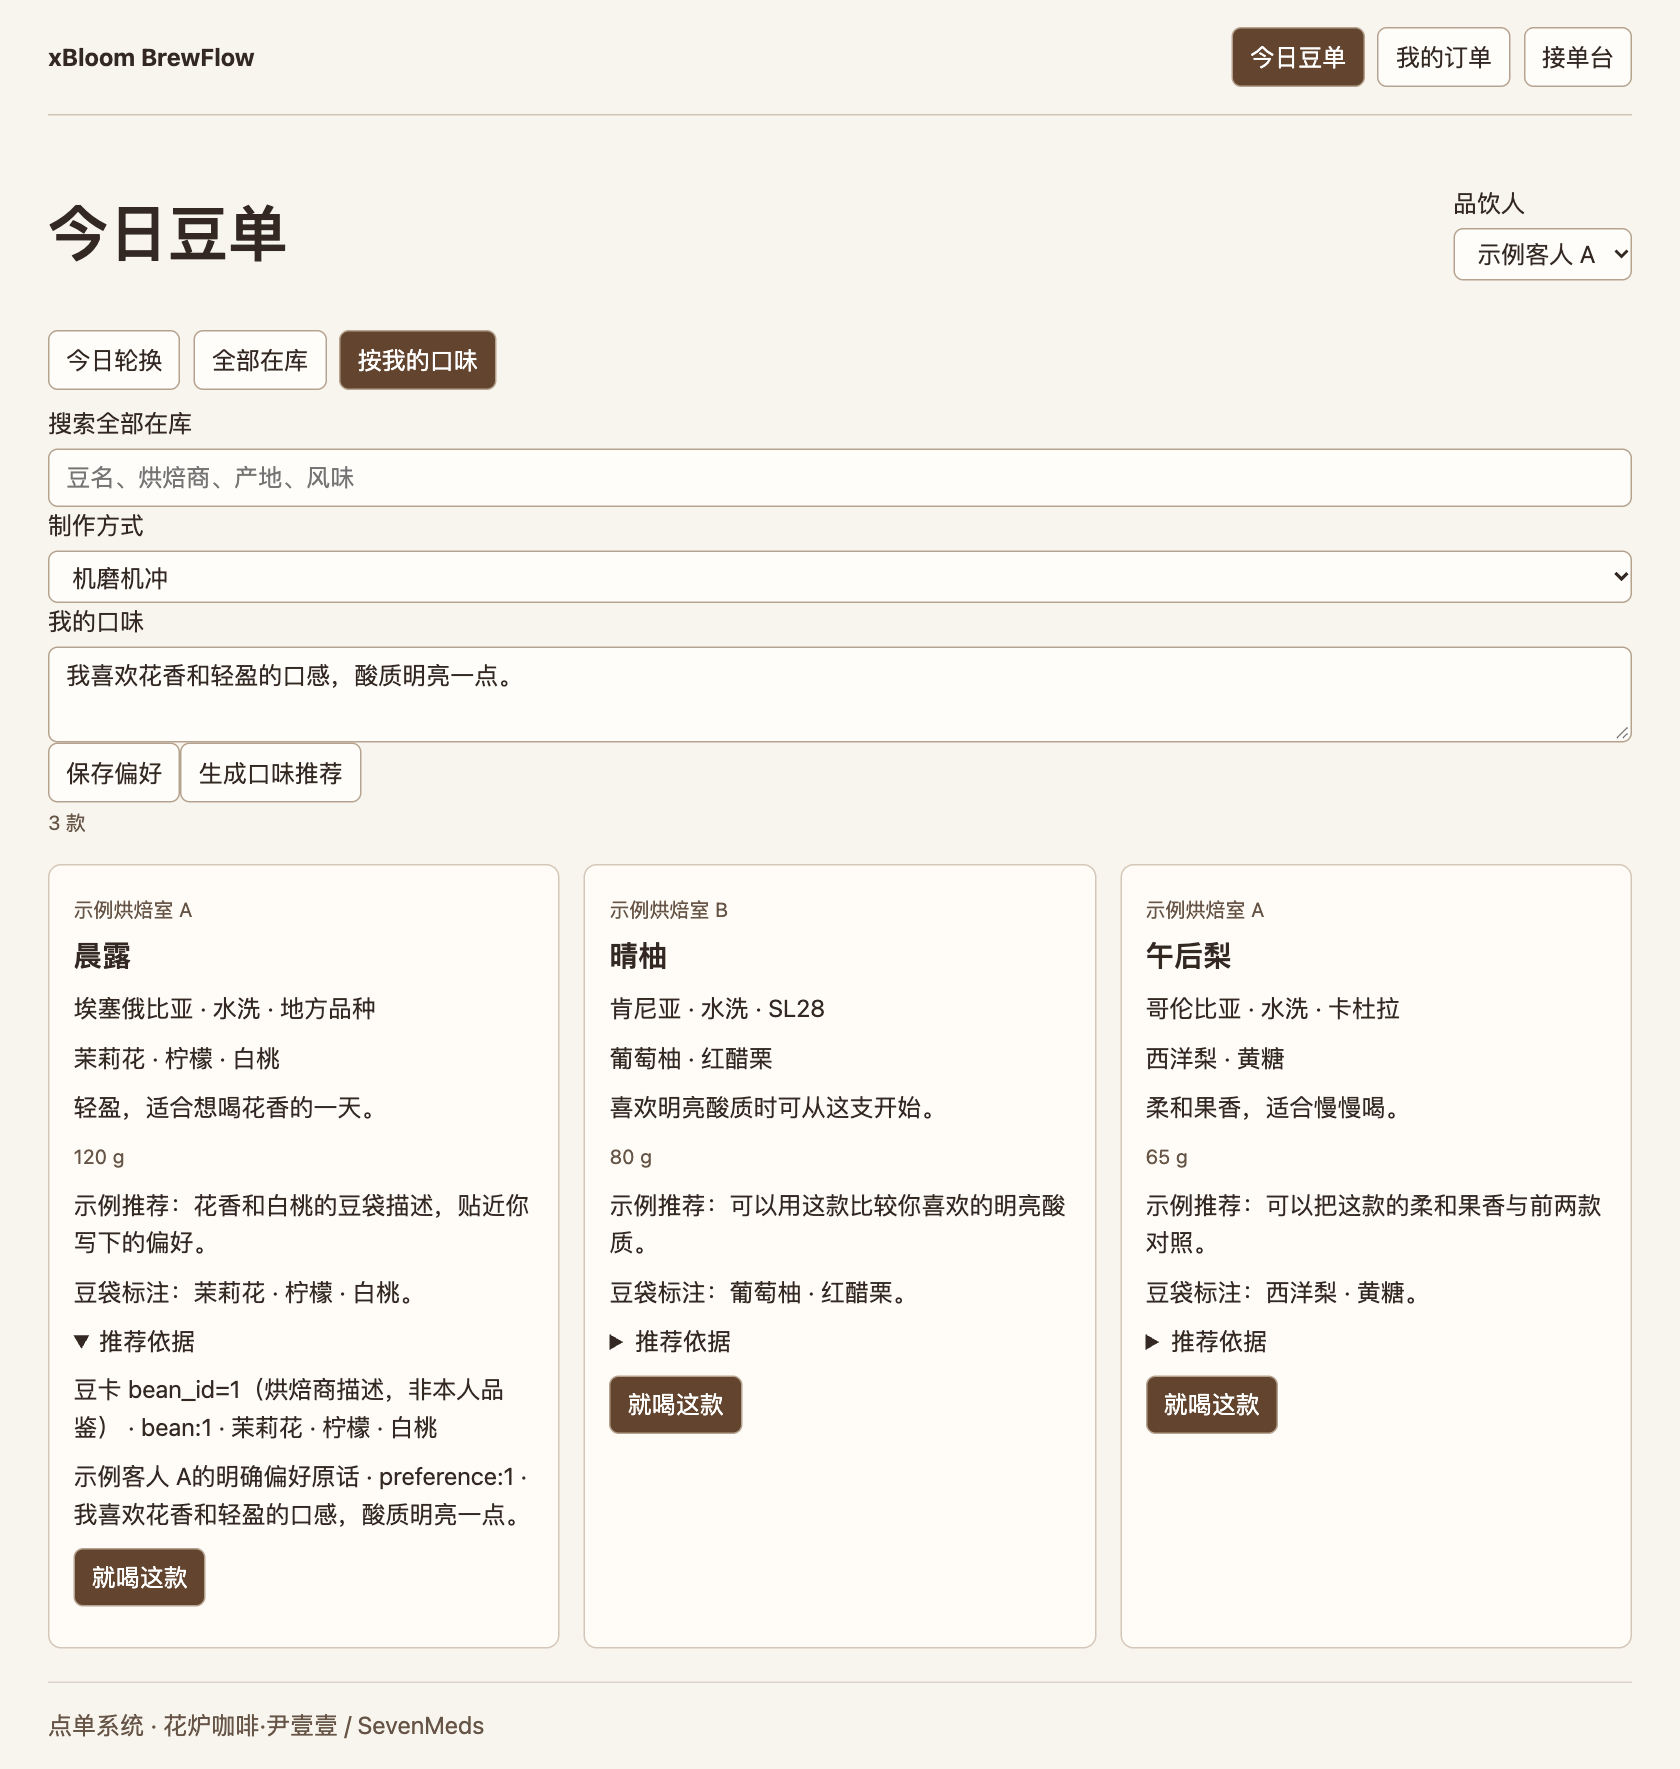 xBloom BrewFlow
今日豆单
我的订单
接单台
今日豆单
品饮人
示例客人 A
今日轮换
全部在库
按我的口味
搜索全部在库
豆名、烘焙商、产地、风味
制作方式
机磨机冲
我的口味
我喜欢花香和轻盈的口感，酸质明亮一点。
保存偏好
生成口味推荐
3 款
示例烘焙室 A
晨露
埃塞俄比亚 · 水洗 · 地方品种
茉莉花 · 柠檬 · 白桃
轻盈，适合想喝花香的一天。
120 g
示例推荐：花香和白桃的豆袋描述，贴近你
写下的偏好。
豆袋标注：茉莉花 · 柠檬 · 白桃。
▼ 推荐依据
豆卡 bean_id=1（烘焙商描述，非本人品
鉴） · bean:1 · 茉莉花 · 柠檬 · 白桃
示例客人 A的明确偏好原话 · preference:1 ·
我喜欢花香和轻盈的口感，酸质明亮一点。
就喝这款
示例烘焙室 B
晴柚
肯尼亚 · 水洗 · SL28
葡萄柚 · 红醋栗
喜欢明亮酸质时可从这支开始。
80 g
示例推荐：可以用这款比较你喜欢的明亮酸
质。
豆袋标注：葡萄柚 · 红醋栗。
▶ 推荐依据
就喝这款
示例烘焙室 A
午后梨
哥伦比亚 · 水洗 · 卡杜拉
西洋梨 · 黄糖
柔和果香，适合慢慢喝。
65 g
示例推荐：可以把这款的柔和果香与前两款
对照。
豆袋标注：西洋梨 · 黄糖。
▶ 推荐依据
就喝这款
点单系统 · 花炉咖啡·尹壹壹 / SevenMeds